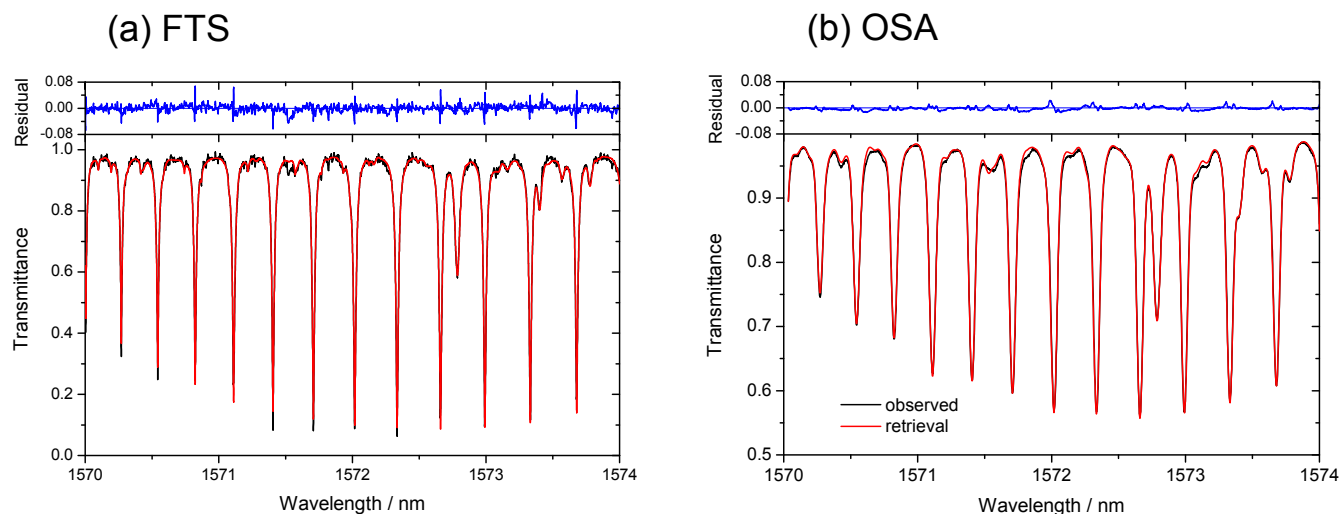 (a) FTS
(b) OSA
Residual
0.08
0.00
-0.08
Transmittance
1.0
0.8
0.6
0.4
0.2
0.0
1570
1571
1572
1573
1574
Wavelength / nm
Residual
0.08
0.00
-0.08
Transmittance
0.9
0.8
0.7
0.6
0.5
observed
retrieval
1570
1571
1572
1573
1574
Wavelength / nm